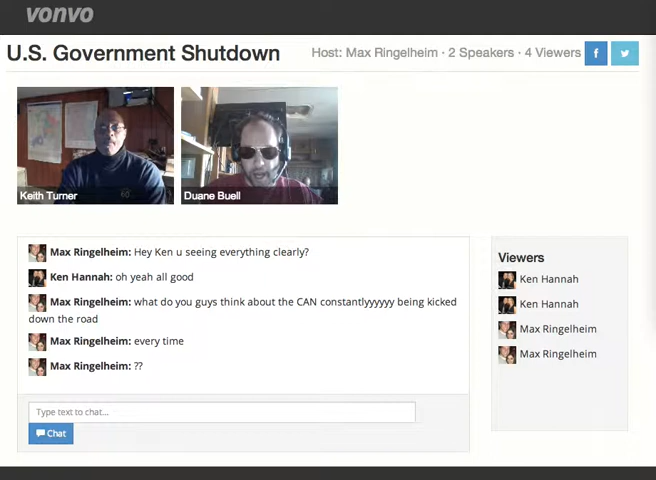 vonvo
U.S. Government Shutdown
Host: Max Ringelheim · 2 Speakers · 4 Viewers
Keith Turner
Duane Buell
Max Ringelheim: Hey Ken u seeing everything clearly?
Ken Hannah: oh yeah all good
Max Ringelheim: what do you guys think about the CAN constantlyyyyyy being kicked
down the road
Max Ringelheim: every time
Max Ringelheim: ??
Type text to chat...
Chat
Viewers
Ken Hannah
Ken Hannah
Max Ringelheim
Max Ringelheim